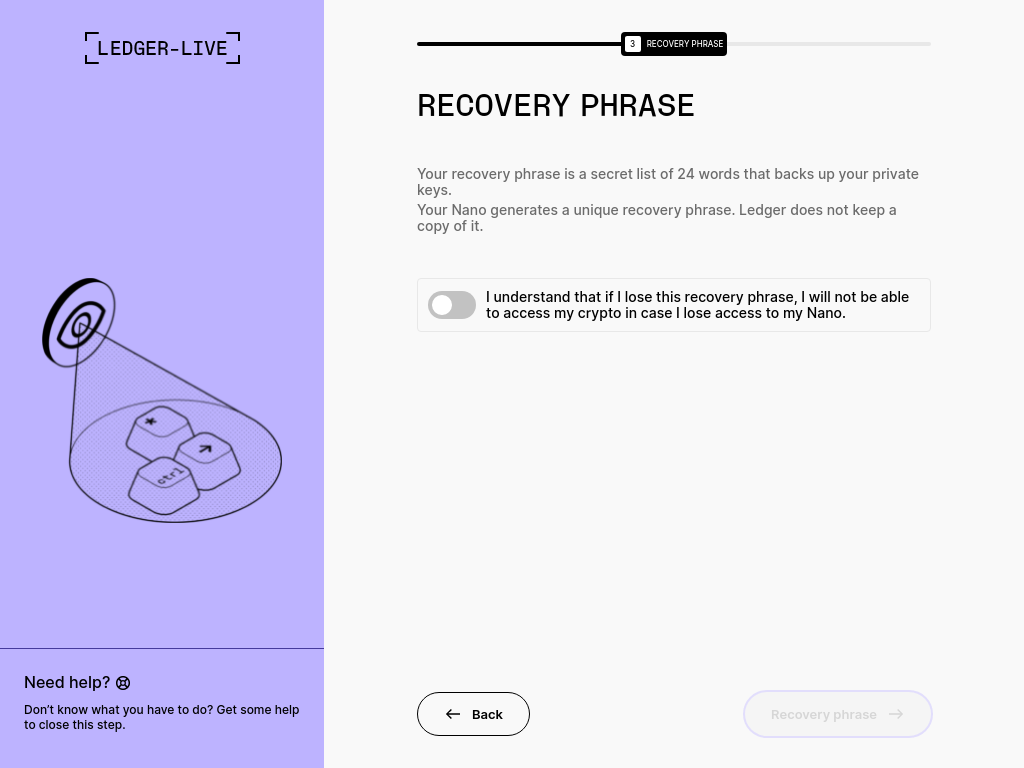 LEDGER-LIVE
3 RECOVERY PHRASE
RECOVERY PHRASE
Your recovery phrase is a secret list of 24 words that backs up your private
keys.
Your Nano generates a unique recovery phrase. Ledger does not keep a
copy of it.
I understand that if I lose this recovery phrase, I will not be able
to access my crypto in case I lose access to my Nano.
*
ctrl
Need help?
Don't know what you have to do? Get some help
to close this step.
Back
Recovery phrase